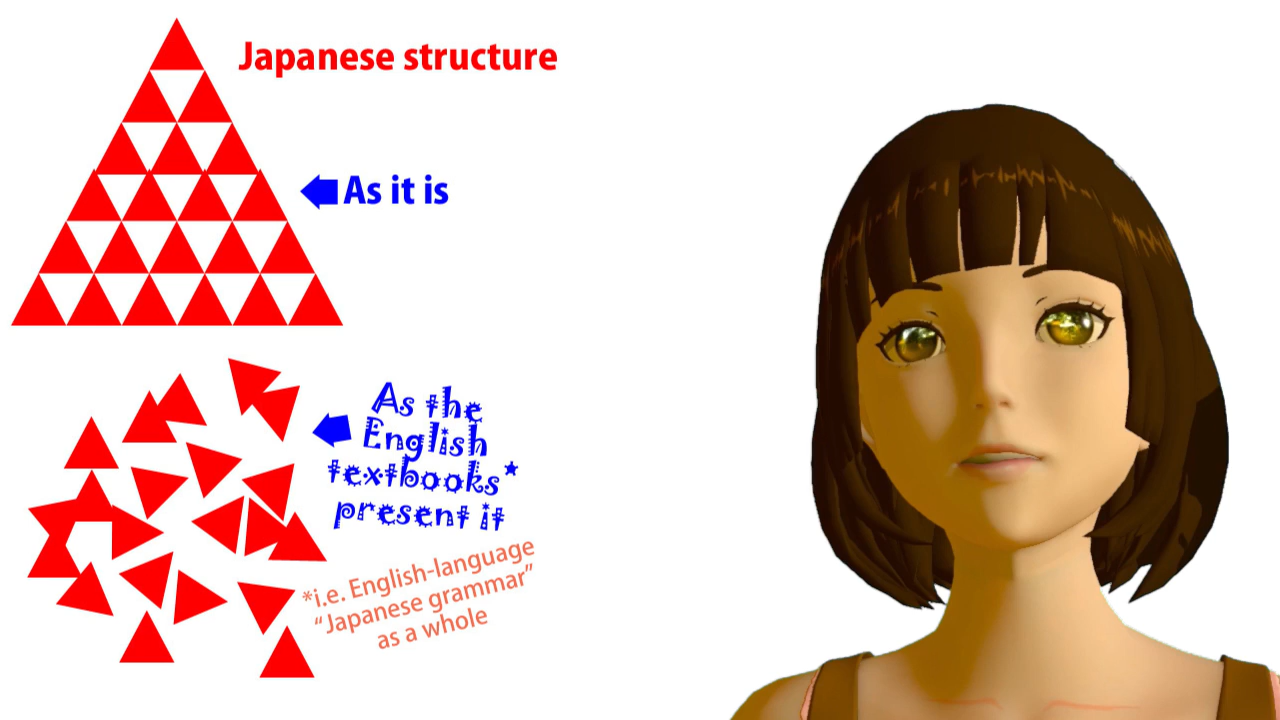 Japanese structure
As it is
As the
English
textbooks*
present it
*i.e. English-language
“Japanese grammar”
as a whole